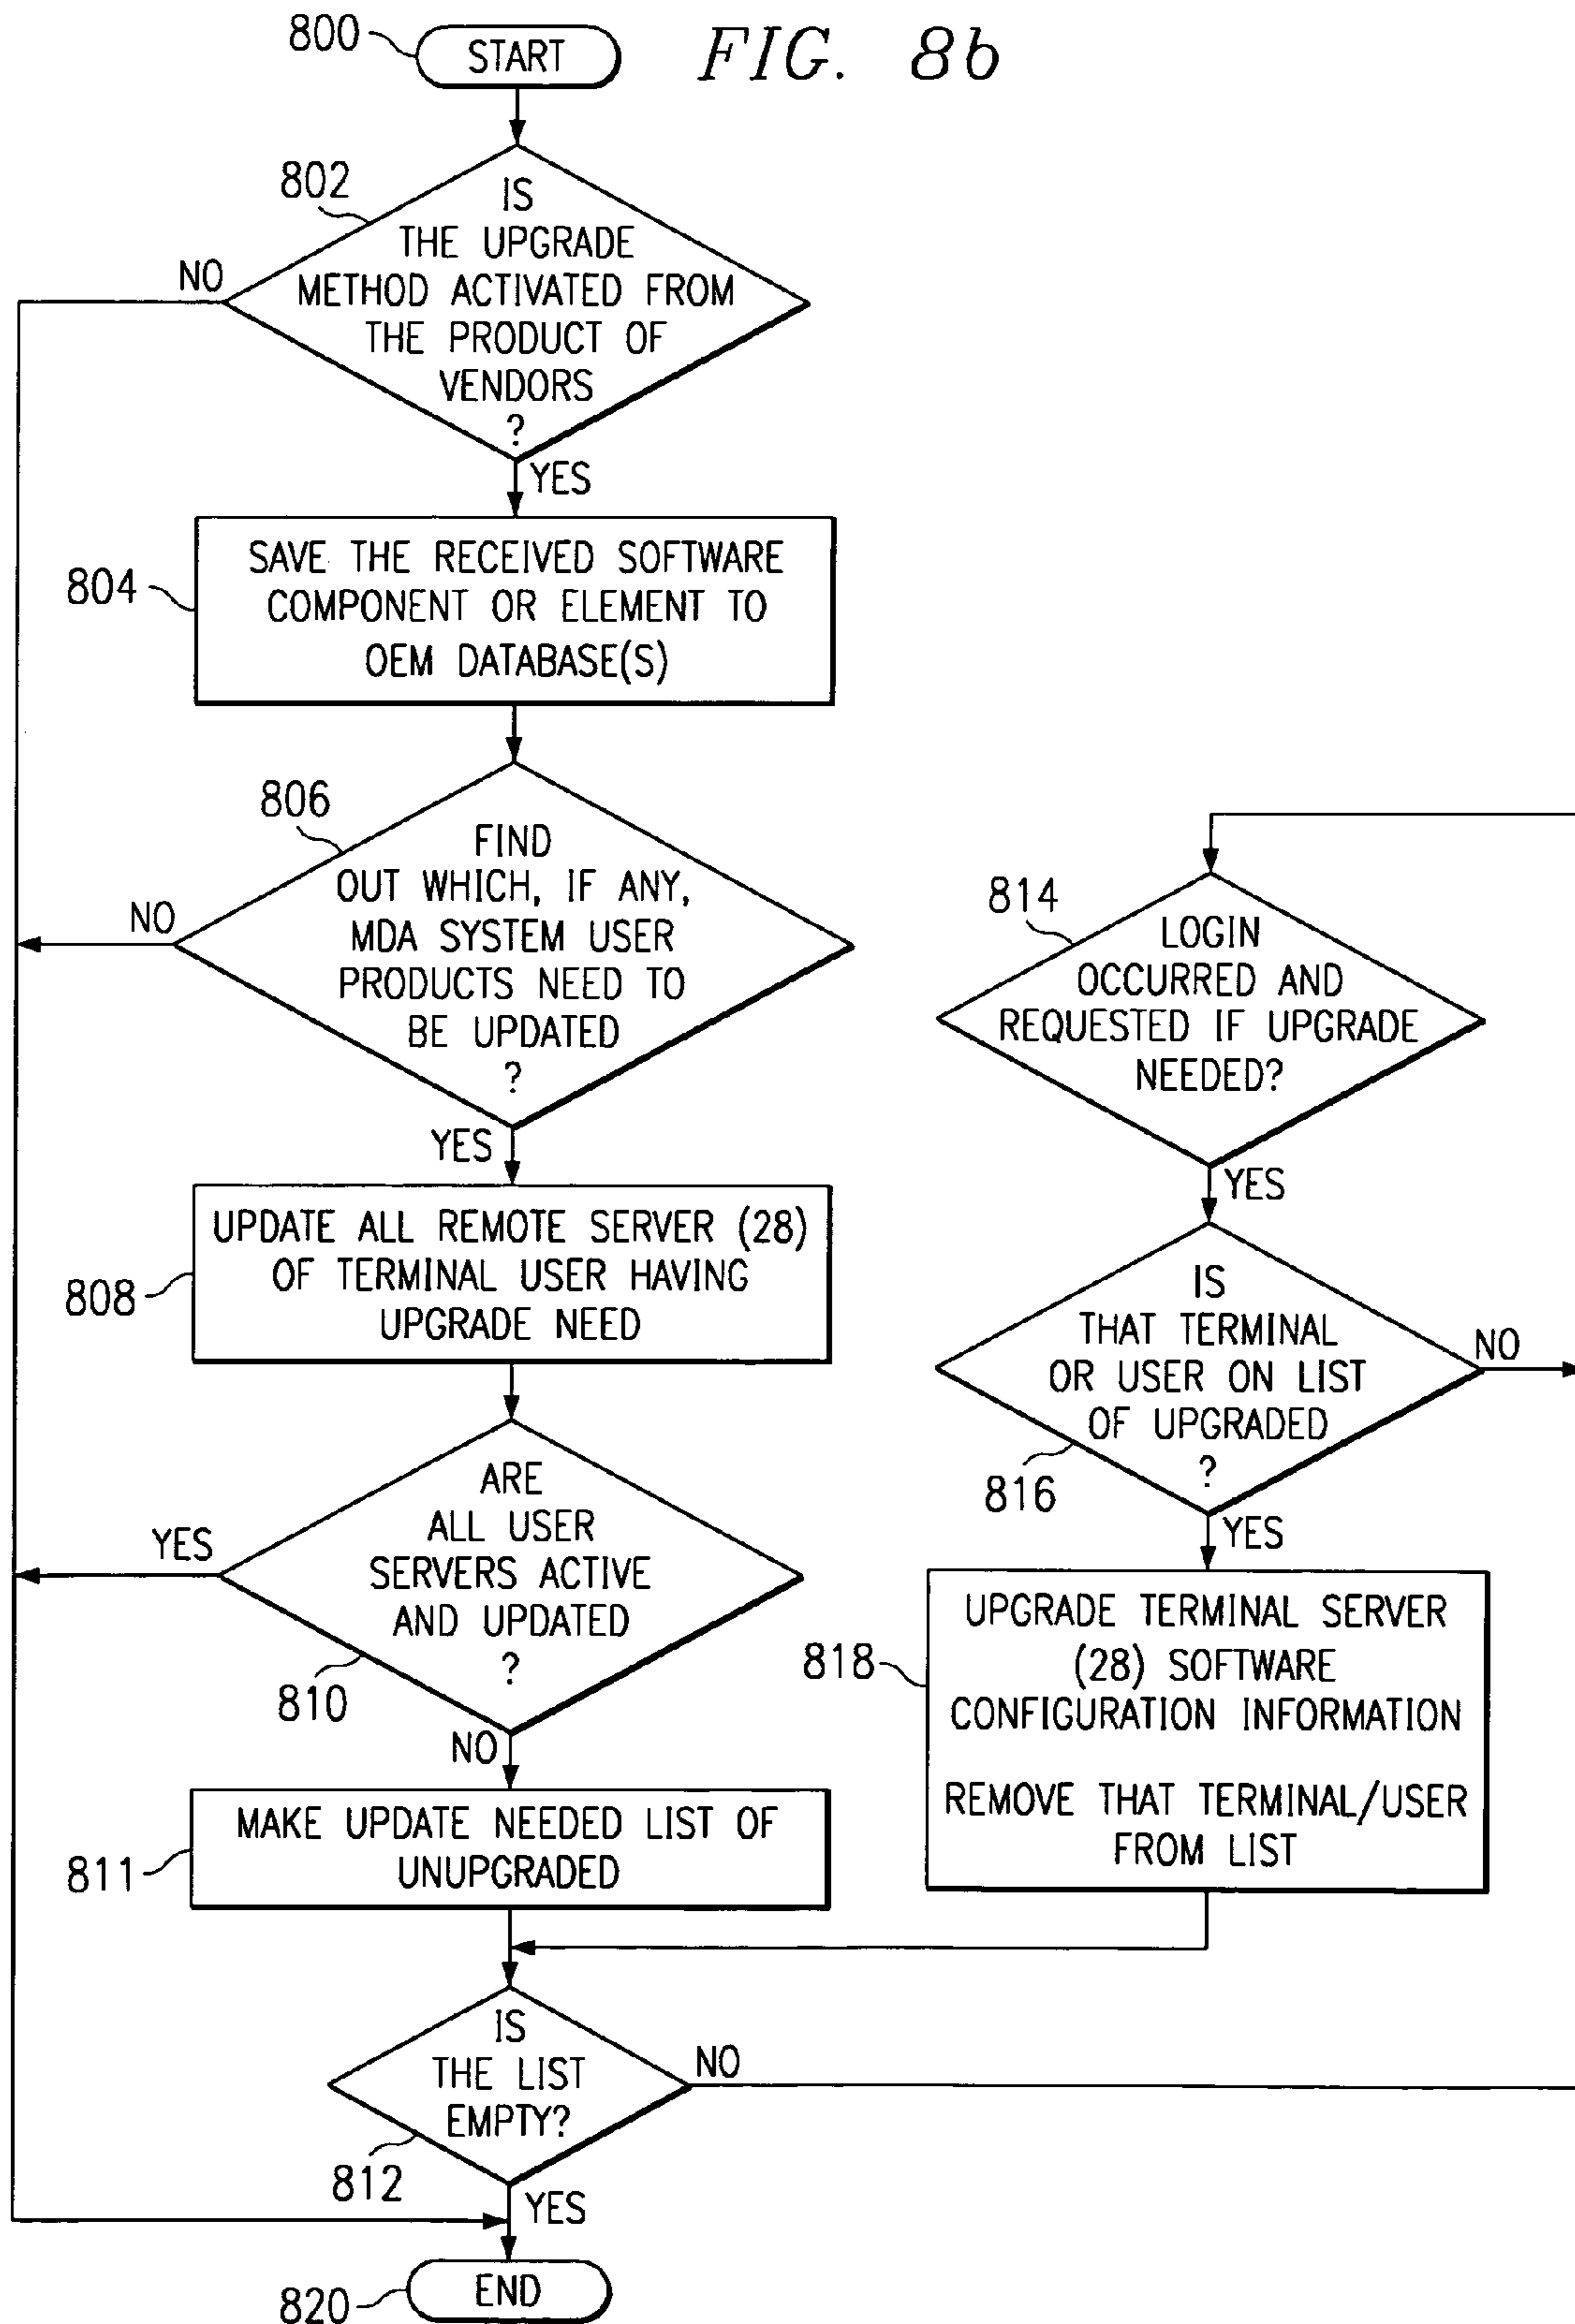 800
START
FIG. 8b
802
IS
THE UPGRADE
METHOD ACTIVATED FROM
THE PRODUCT OF
VENDORS
?
NO
YES
804
SAVE THE RECEIVED SOFTWARE
COMPONENT OR ELEMENT TO
OEM DATABASE(S)
806
FIND
OUT WHICH, IF ANY,
MDA SYSTEM USER
PRODUCTS NEED TO
BE UPDATED
?
NO
YES
808
UPDATE ALL REMOTE SERVER (28)
OF TERMINAL USER HAVING
UPGRADE NEED
ARE
ALL USER
SERVERS ACTIVE
AND UPDATED
?
YES
810
NO
811
MAKE UPDATE NEEDED LIST OF
UNUPGRADED
IS
THE LIST
EMPTY?
NO
812
YES
820
END
814
LOGIN
OCCURRED AND
REQUESTED IF UPGRADE
NEEDED?
YES
IS
THAT TERMINAL
OR USER ON LIST
OF UPGRADED
?
NO
816
YES
818
UPGRADE TERMINAL SERVER
(28) SOFTWARE
CONFIGURATION INFORMATION
REMOVE THAT TERMINAL/USER
FROM LIST